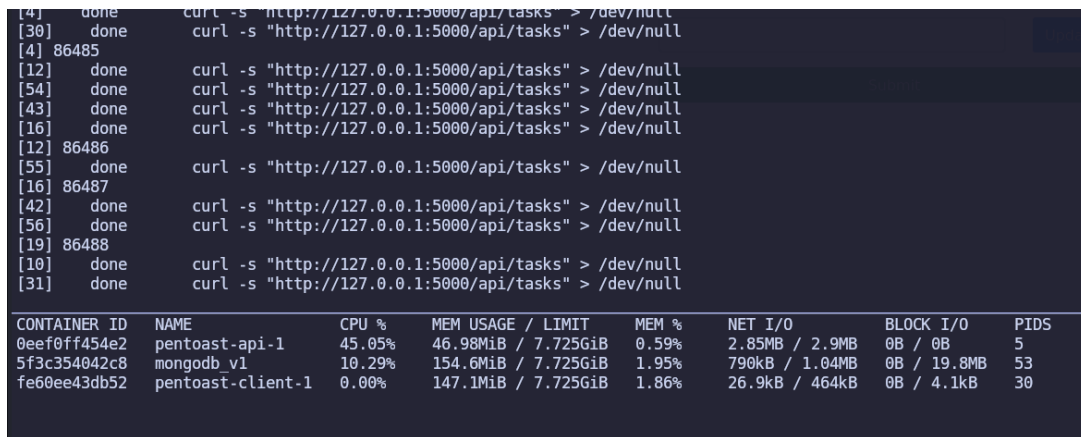 [4]    done       curl -s "http://127.0.0.1:5000/api/tasks" > /dev/null
[30]    done       curl -s "http://127.0.0.1:5000/api/tasks" > /dev/null
[4] 86485
[12]    done       curl -s "http://127.0.0.1:5000/api/tasks" > /dev/null
[54]    done       curl -s "http://127.0.0.1:5000/api/tasks" > /dev/null
[43]    done       curl -s "http://127.0.0.1:5000/api/tasks" > /dev/null
[16]    done       curl -s "http://127.0.0.1:5000/api/tasks" > /dev/null
[12] 86486
[55]    done       curl -s "http://127.0.0.1:5000/api/tasks" > /dev/null
[16] 86487
[42]    done       curl -s "http://127.0.0.1:5000/api/tasks" > /dev/null
[56]    done       curl -s "http://127.0.0.1:5000/api/tasks" > /dev/null
[19] 86488
[10]    done       curl -s "http://127.0.0.1:5000/api/tasks" > /dev/null
[31]    done       curl -s "http://127.0.0.1:5000/api/tasks" > /dev/null
CONTAINER ID   NAME                CPU %     MEM USAGE / LIMIT     MEM %     NET I/O          BLOCK I/O     PIDS
0eef0ff454e2   pentoast-api-1      45.05%    46.98MiB / 7.725GiB   0.59%     2.85MB / 2.9MB   0B / 0B       5
5f3c354042c8   mongodb_v1          10.29%    154.6MiB / 7.725GiB   1.95%     790kB / 1.04MB   0B / 19.8MB   53
fe60ee43db52   pentoast-client-1   0.00%     147.1MiB / 7.725GiB   1.86%     26.9kB / 464kB   0B / 4.1kB    30